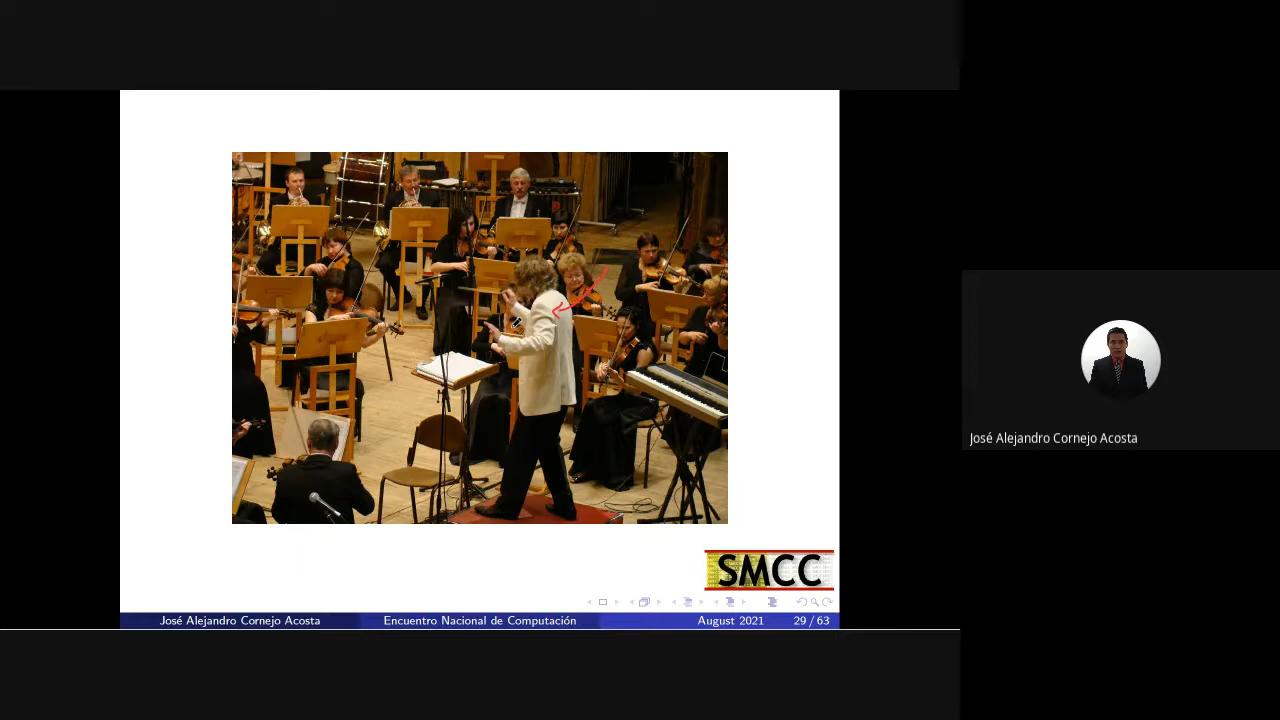 José Alejandro Cornejo Acosta
SMCC
José Alejandro Cornejo Acosta Encuentro Nacional de Computación August 2021 29 / 63